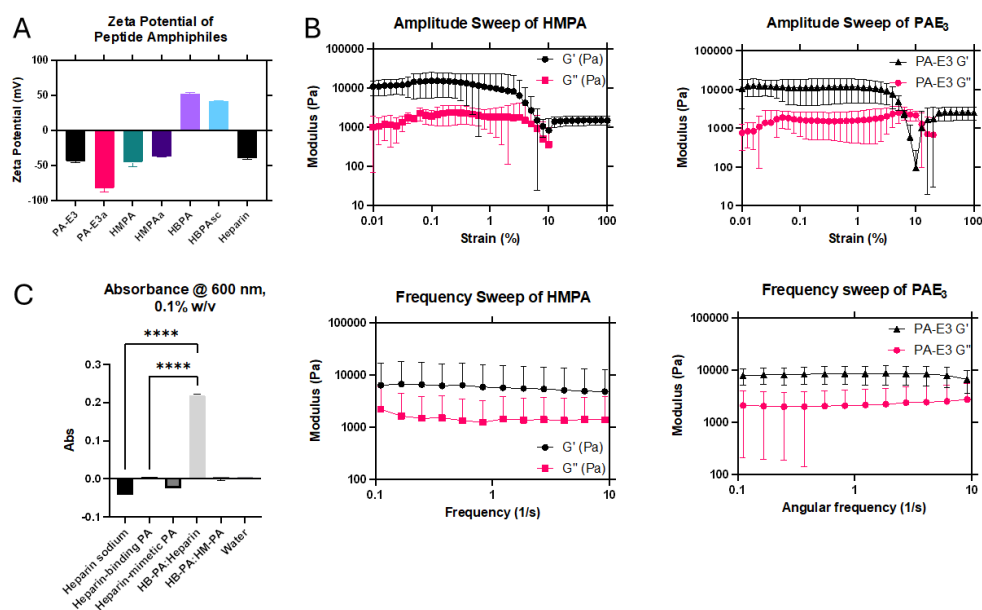 A
Zeta Potential of
Peptide Amphiphiles
Zeta Potential (mV)
100
50
0
-50
-100
PA-E3
PA-E3a
HMPA
HMPAa
HBPA
HBPAsc
Heparin
B
Amplitude Sweep of HMPA
Modulus (Pa)
100000
10000
1000
100
10
G' (Pa)
G'' (Pa)
0.01
0.1
1
10
100
Strain (%)
Amplitude Sweep of PAE3
Modulus (Pa)
100000
10000
1000
100
10
PA-E3 G'
PA-E3 G''
0.01
0.1
1
10
100
Strain (%)
C
Absorbance @ 600 nm,
0.1% w/v
****
****
Abs
0.3
0.2
0.1
0.0
-0.1
Heparin sodium
Heparin-binding PA
Heparin-mimetic PA
HB-PA:Heparin
HB-PA:HM-PA
Water
Frequency Sweep of HMPA
Modulus (Pa)
100000
10000
1000
100
G' (Pa)
G'' (Pa)
0.1
1
10
Frequency (1/s)
Frequency sweep of PAE3
Modulus (Pa)
100000
10000
1000
100
PA-E3 G'
PA-E3 G''
0.1
1
10
Angular frequency (1/s)